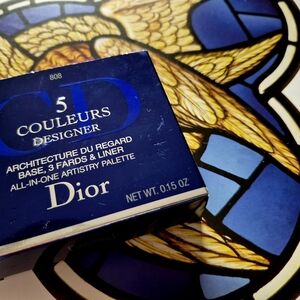 808
CD
5
COULEURS
DESIGNER
ARCHITECTURE DU REGARD
BASE, 3 FARDS & LINER
ALL-IN-ONE ARTISTRY PALETTE
Dior
NET WT. 0.15 OZ